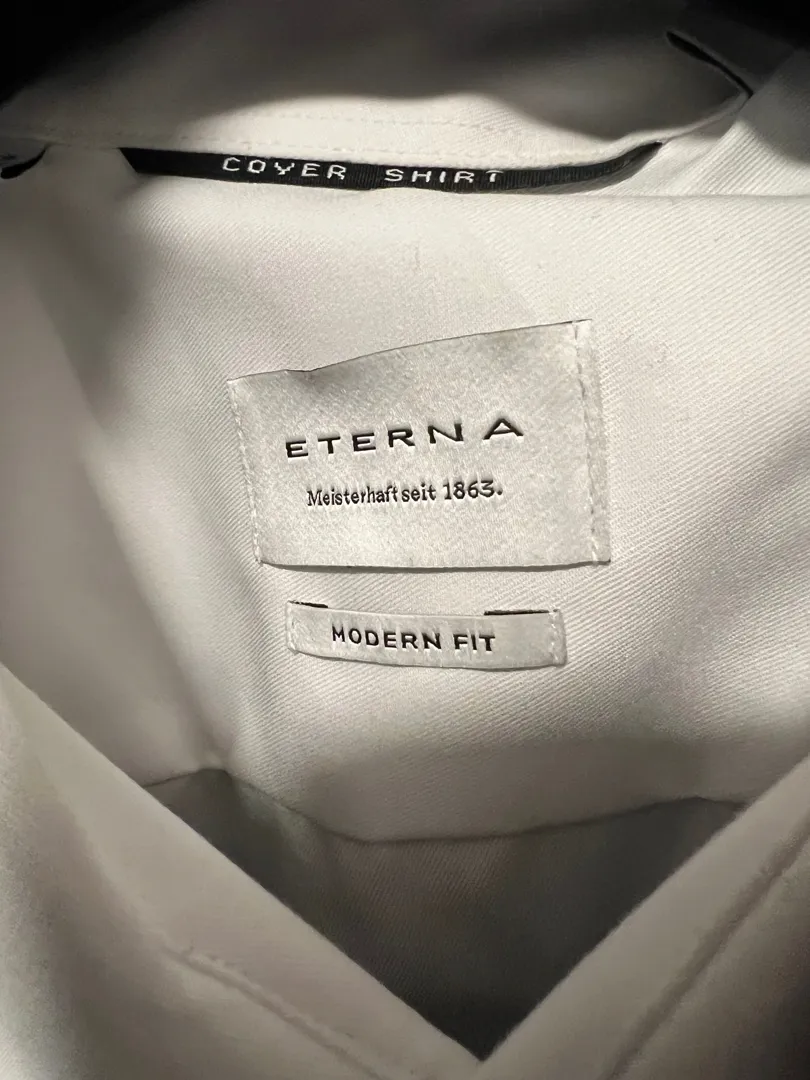 COVER SHIRT
ETERNA
Meisterhaft seit 1863.
MODERN FIT